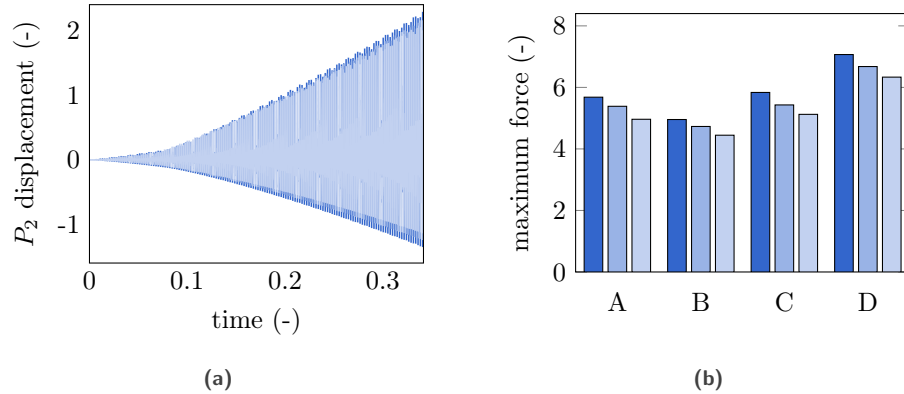 P₂ displacement (-)
2
1
0
-1
0 0.1 0.2 0.3
time (-)
(a)
maximum force (-)
8
6
4
2
0
A B C D
(b)